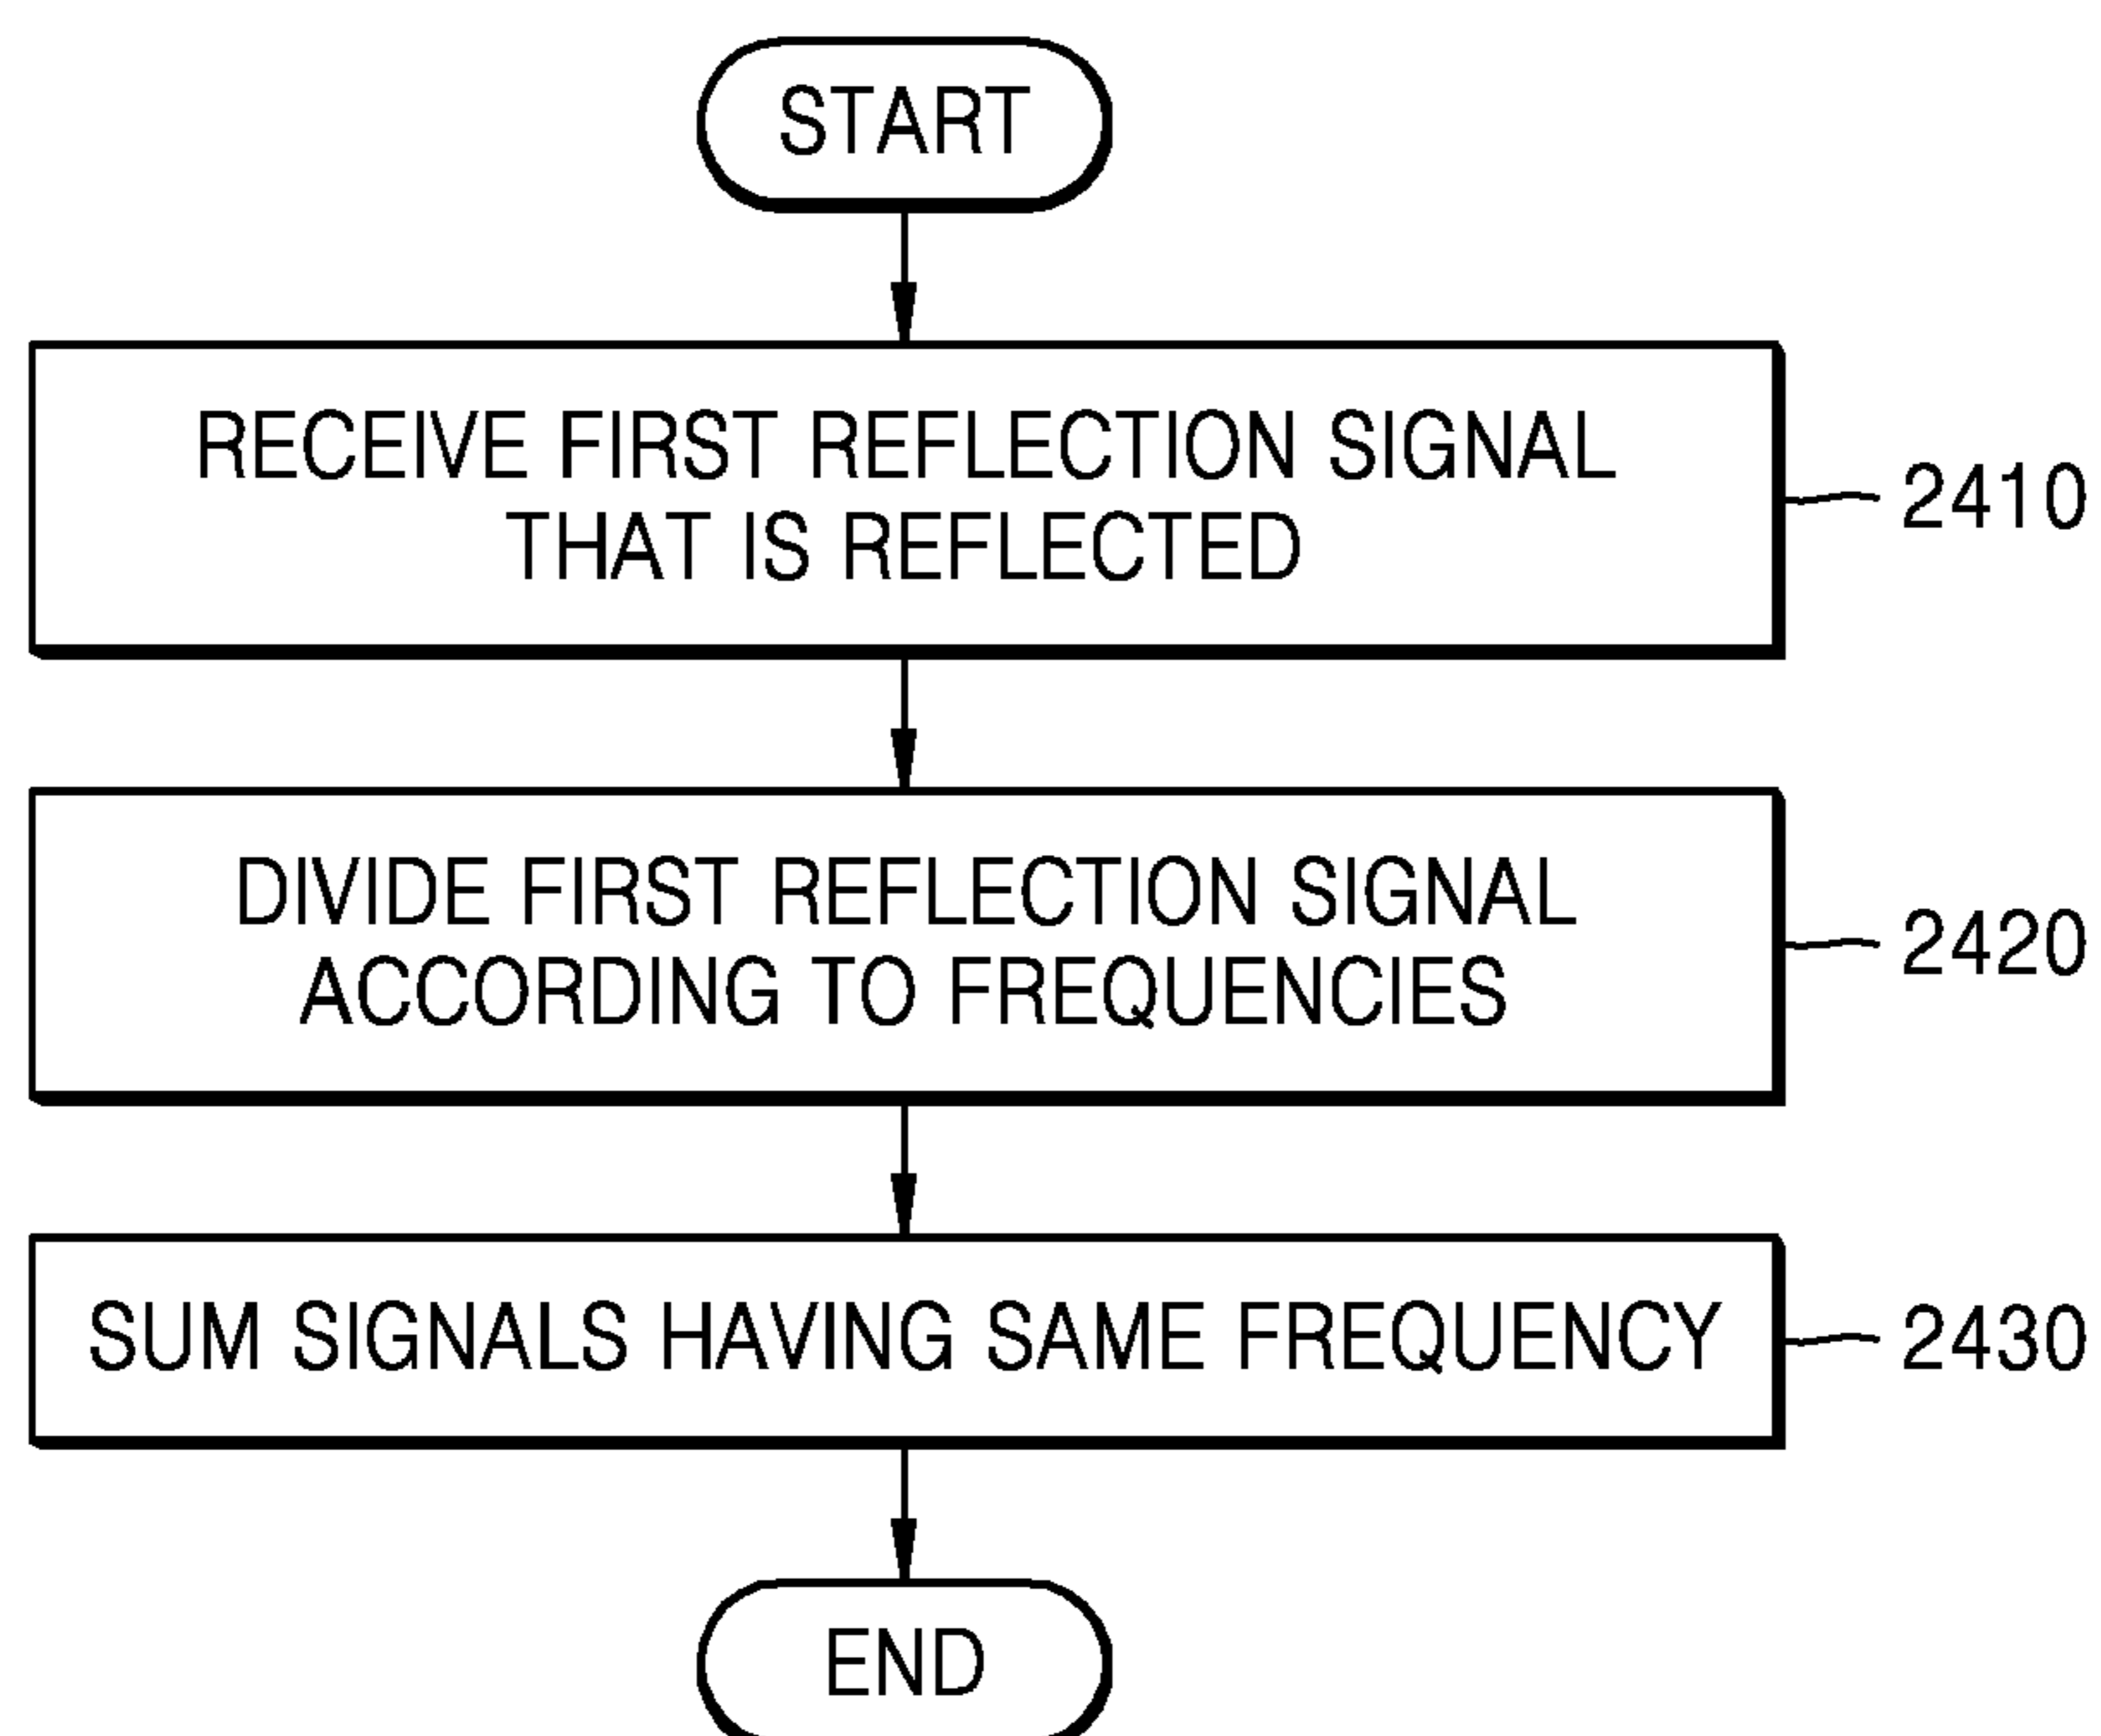 START
RECEIVE FIRST REFLECTION SIGNAL
THAT IS REFLECTED
2410
DIVIDE FIRST REFLECTION SIGNAL
ACCORDING TO FREQUENCIES
2420
SUM SIGNALS HAVING SAME FREQUENCY
2430
END